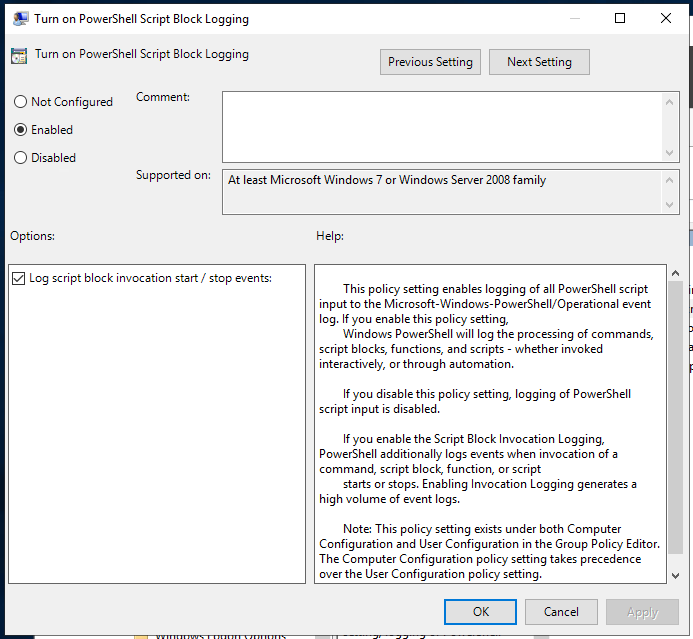 Turn on PowerShell Script Block Logging
Turn on PowerShell Script Block Logging
Previous Setting
Next Setting
Not Configured
Comment:
Enabled
Disabled
Supported on:
At least Microsoft Windows 7 or Windows Server 2008 family
Options:
Help:
Log script block invocation start / stop events:
This policy setting enables logging of all PowerShell script
input to the Microsoft-Windows-PowerShell/Operational event
log. If you enable this policy setting,
Windows PowerShell will log the processing of commands,
script blocks, functions, and scripts - whether invoked
interactively, or through automation.
If you disable this policy setting, logging of PowerShell
script input is disabled.
If you enable the Script Block Invocation Logging,
PowerShell additionally logs events when invocation of a
command, script block, function, or script
starts or stops. Enabling Invocation Logging generates a
high volume of event logs.
Note: This policy setting exists under both Computer
Configuration and User Configuration in the Group Policy Editor.
The Computer Configuration policy setting takes precedence
over the User Configuration policy setting.
OK
Cancel
Apply
Windows Logon Options